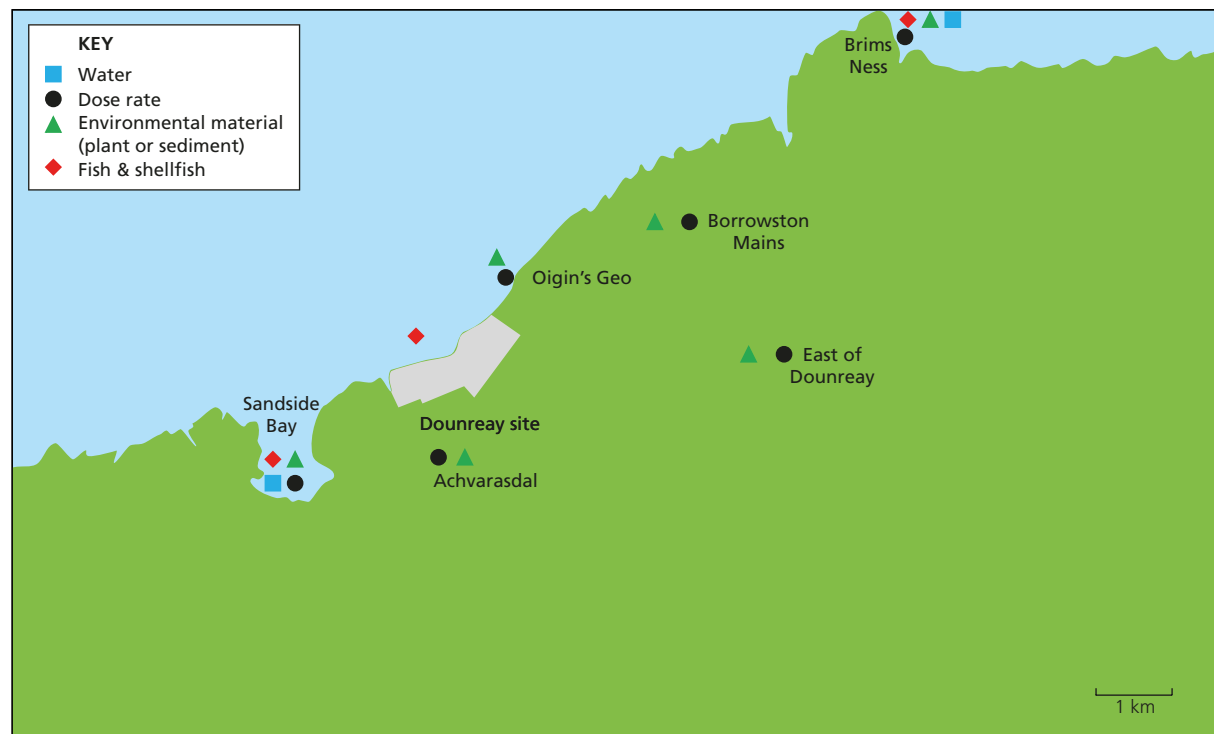 KEY
Water
Dose rate
Environmental material
(plant or sediment)
Fish & shellfish
Brims
Ness
Borrowston
Mains
Oigin's Geo
East of
Dounreay
Sandside
Bay
Dounreay site
Achvarasdal
1 km